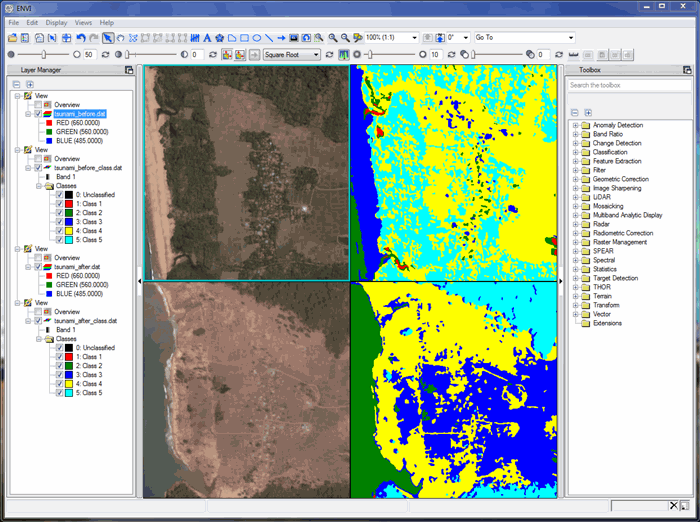 ENVI
File Edit Display Views Help
100% (1:1) 0° Go To
50 0 Square Root 10 0
Layer Manager
View
Overview
tsunami_before.dat
RED (660.0000)
GREEN (560.0000)
BLUE (485.0000)
View
Overview
tsunami_before_class.dat
Band 1
Classes
0: Unclassified
1: Class 1
2: Class 2
3: Class 3
4: Class 4
5: Class 5
View
Overview
tsunami_after.dat
RED (660.0000)
GREEN (560.0000)
BLUE (485.0000)
View
Overview
tsunami_after_class.dat
Band 1
Classes
0: Unclassified
1: Class 1
2: Class 2
3: Class 3
4: Class 4
5: Class 5
Toolbox
Search the toolbox
Anomaly Detection
Band Ratio
Change Detection
Classification
Feature Extraction
Filter
Geometric Correction
Image Sharpening
LiDAR
Mosaicking
Multiband Analytic Display
Radar
Radiometric Correction
Raster Management
SPEAR
Spectral
Statistics
Target Detection
THOR
Terrain
Transform
Vector
Extensions